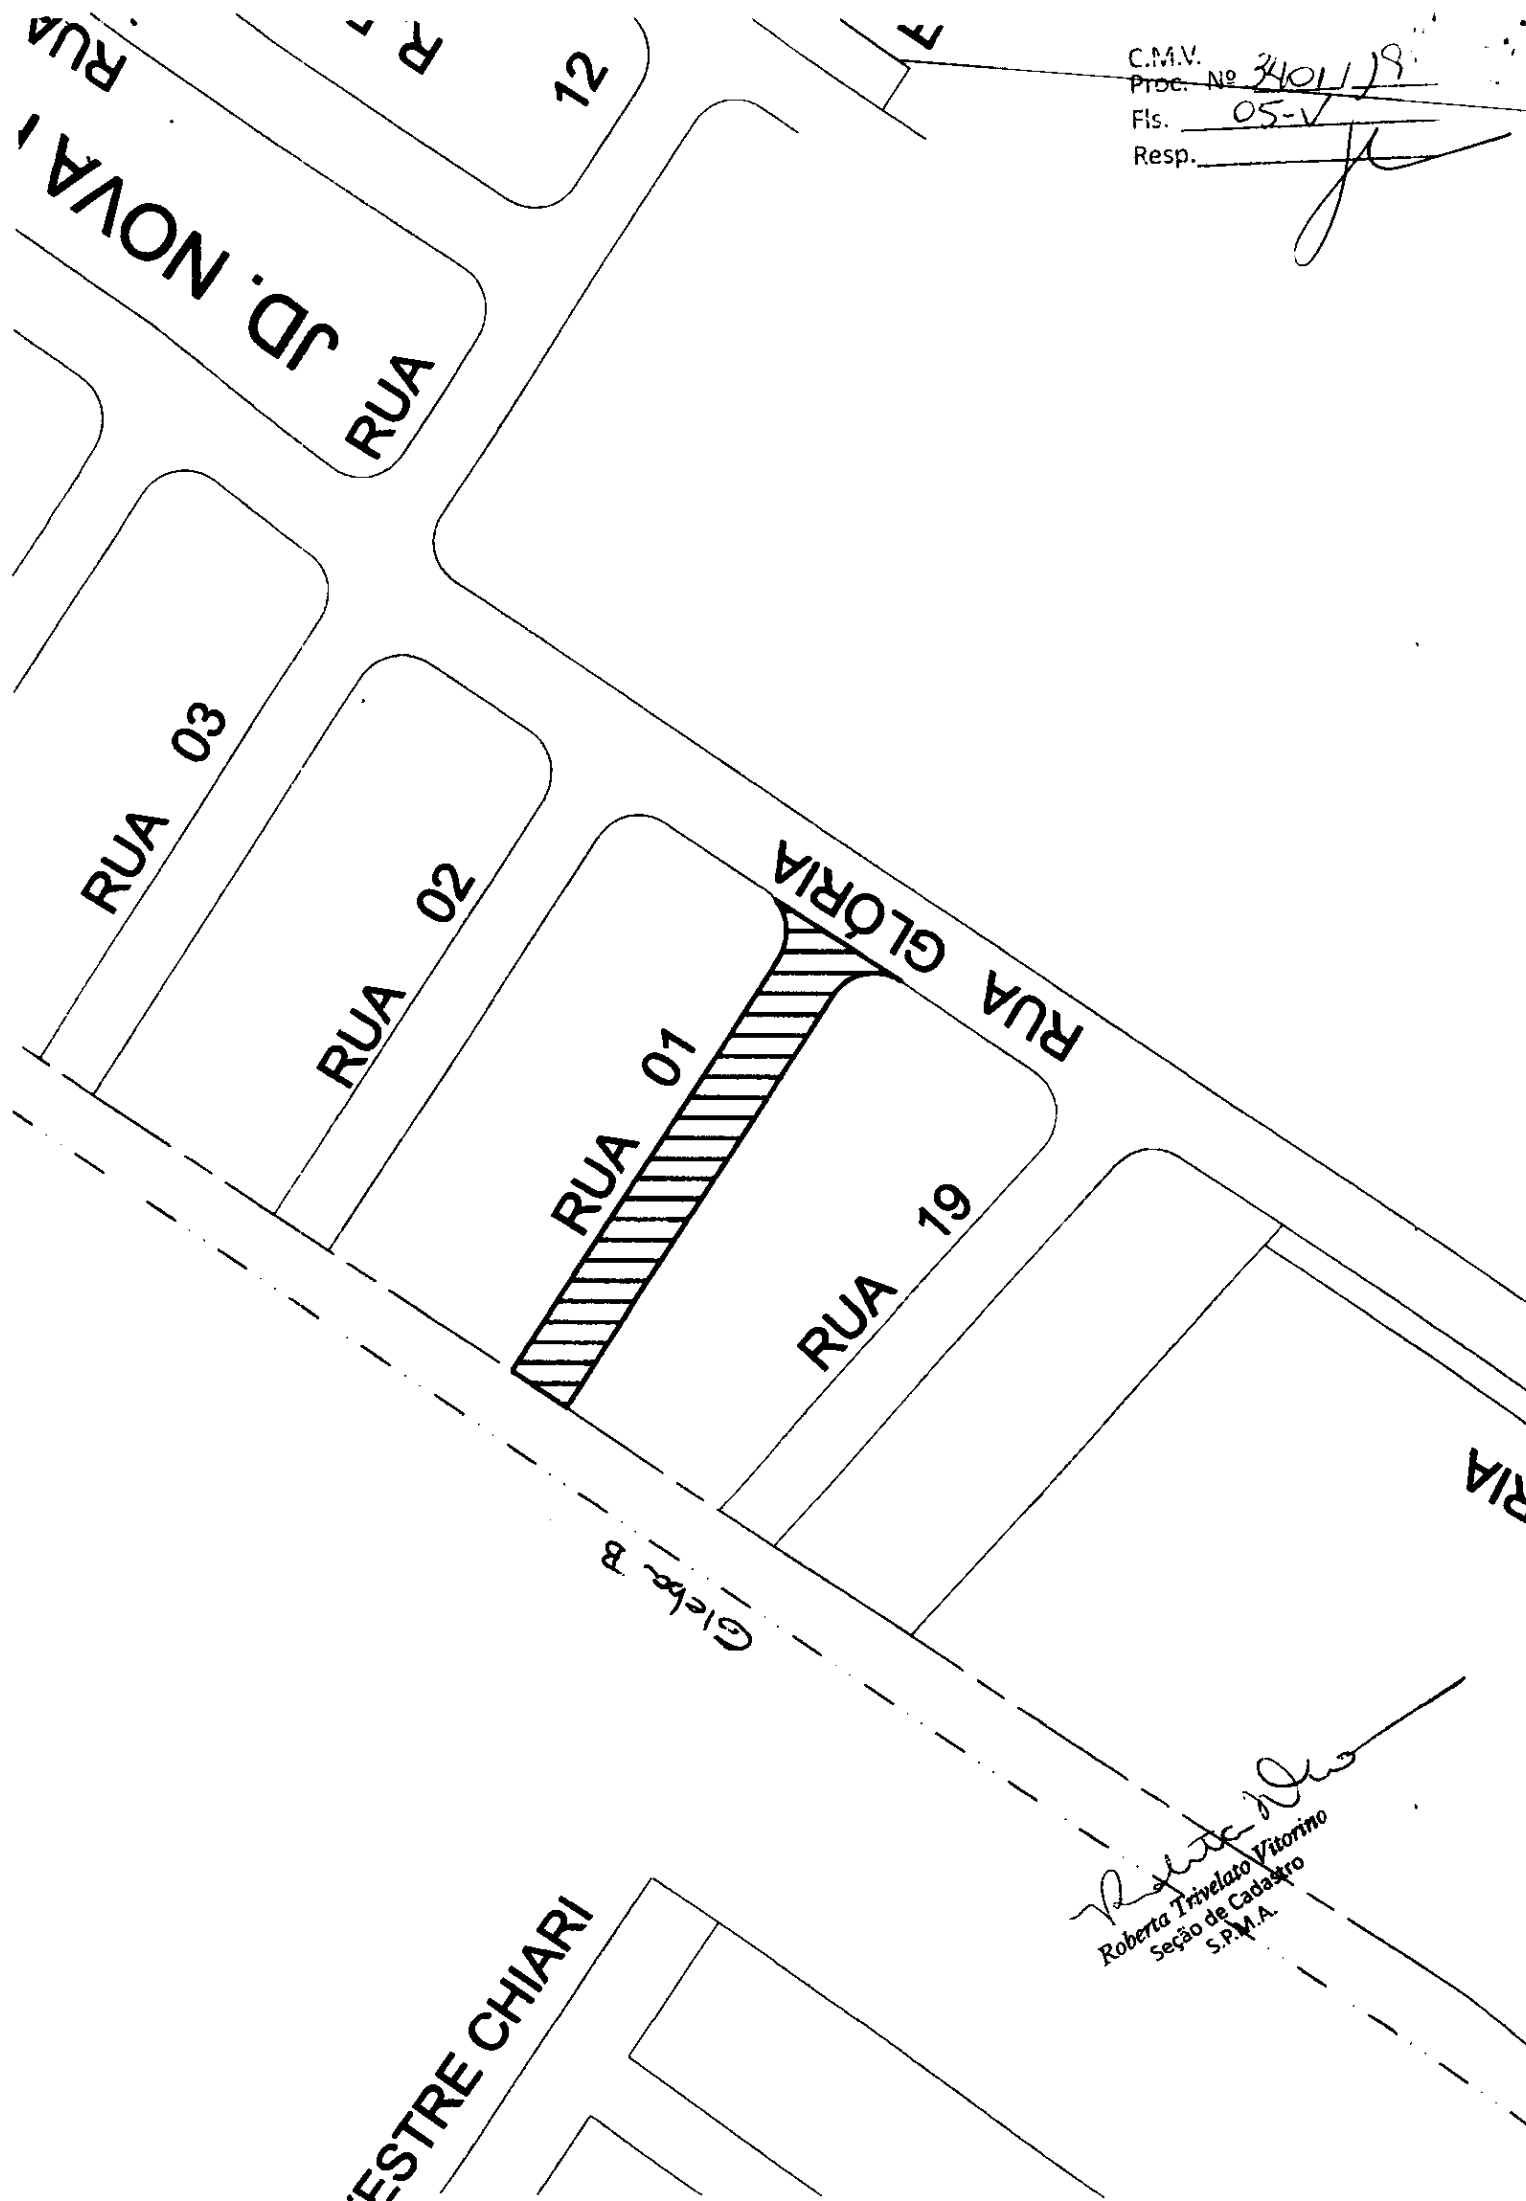 C.M.V.
Proc. Nº 3401/19
Fls. 05-V
Resp.
RUA
12
JD. NOVA
RUA
RUA 03
RUA 02
RUA 01
RUA GLÓRIA
RUA 19
RIA
Gleba B
Roberta Trivelato Vitorino
Seção de Cadastro
S.P.M.A.
ESTRE CHIARI